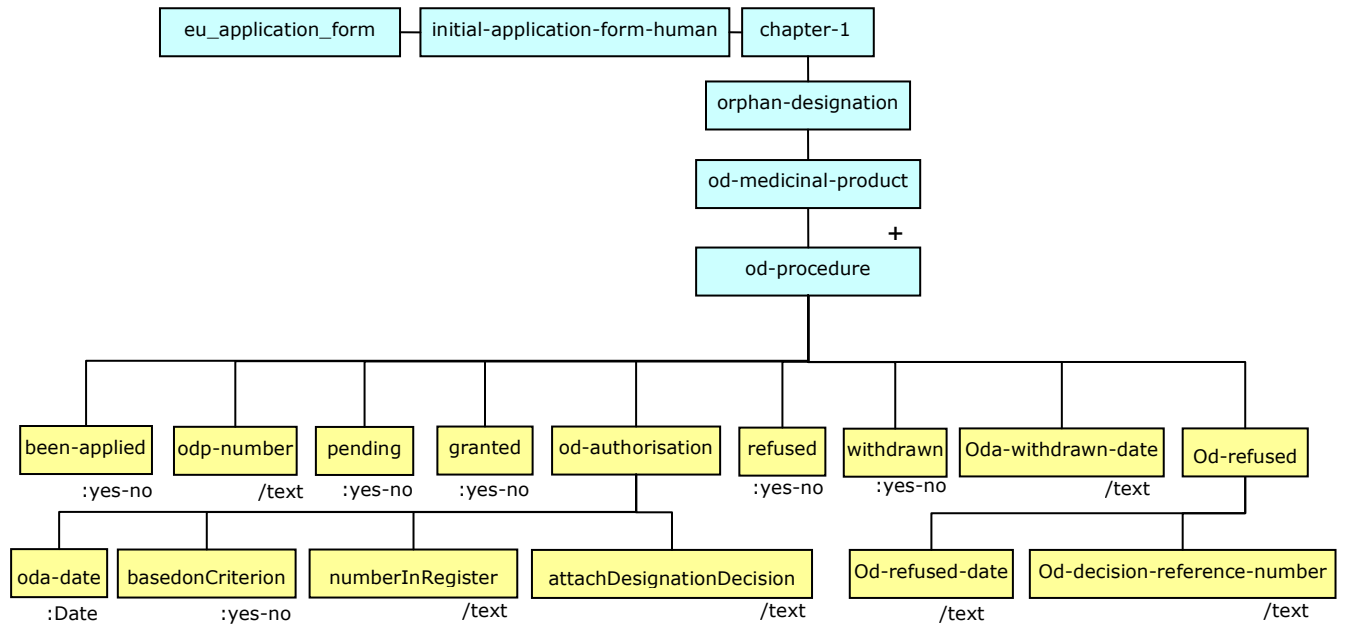 eu_application_form
initial-application-form-human
chapter-1
orphan-designation
od-medicinal-product
+
od-procedure
been-applied
odp-number
pending
granted
od-authorisation
refused
withdrawn
Oda-withdrawn-date
Od-refused
:yes-no
/text
:yes-no
:yes-no
:yes-no
:yes-no
/text
oda-date
basedonCriterion
numberInRegister
attachDesignationDecision
Od-refused-date
Od-decision-reference-number
:Date
:yes-no
/text
/text
/text
/text